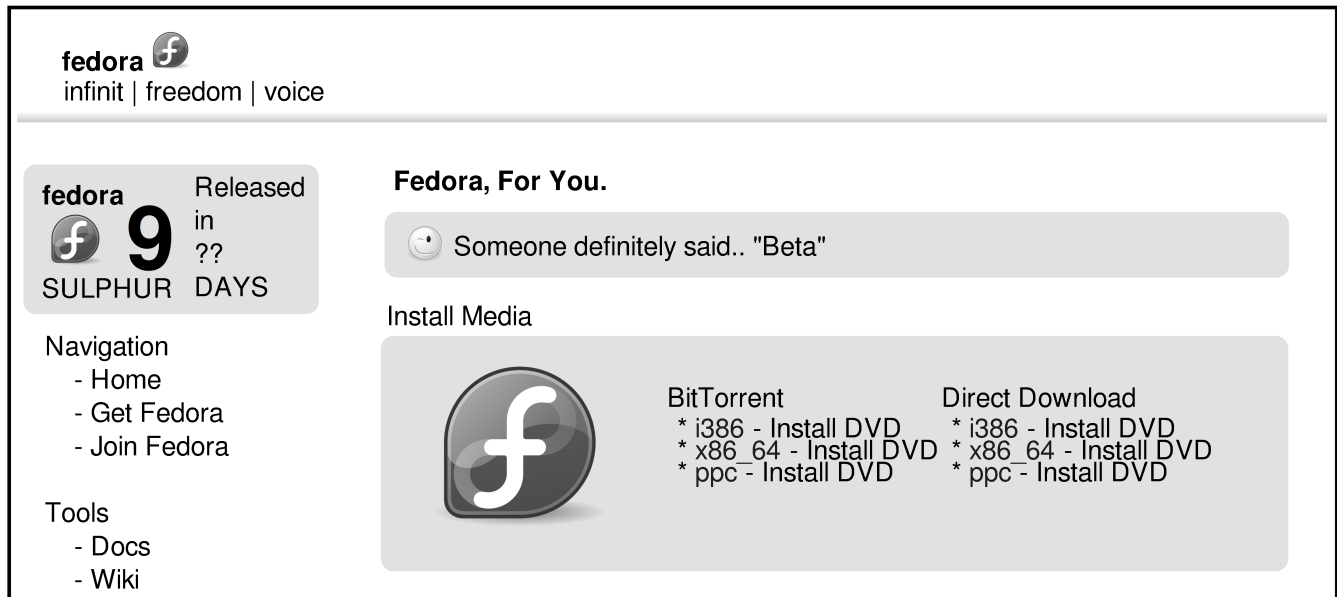 fedora
infinit | freedom | voice
fedora
9
SULPHUR
Released
in
??
DAYS
Navigation
- Home
- Get Fedora
- Join Fedora
Tools
- Docs
- Wiki
Fedora, For You.
Someone definitely said.. "Beta"
Install Media
BitTorrent
* i386 - Install DVD
* x86_64 - Install DVD
* ppc - Install DVD
Direct Download
* i386 - Install DVD
* x86_64 - Install DVD
* ppc - Install DVD